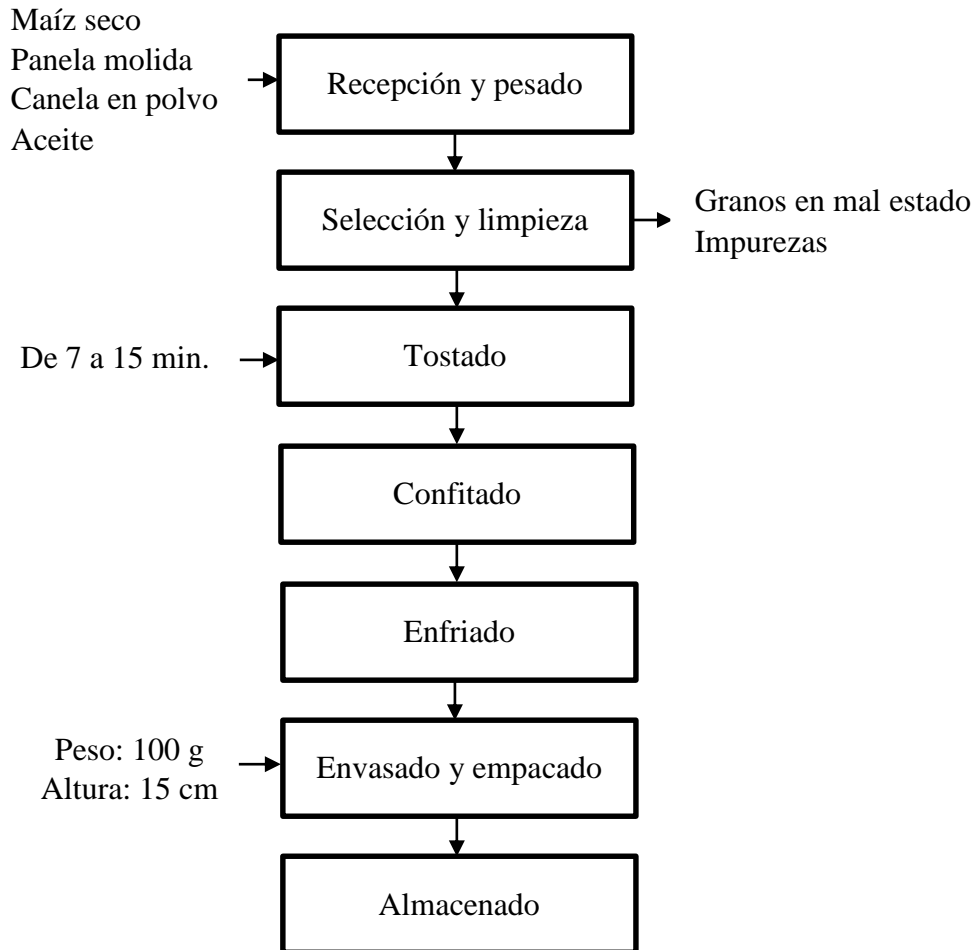 Maíz seco
Panela molida
Canela en polvo
Aceite
Recepción y pesado
Selección y limpieza
Granos en mal estado
Impurezas
De 7 a 15 min.
Tostado
Confitado
Enfriado
Peso: 100 g
Altura: 15 cm
Envasado y empacado
Almacenado